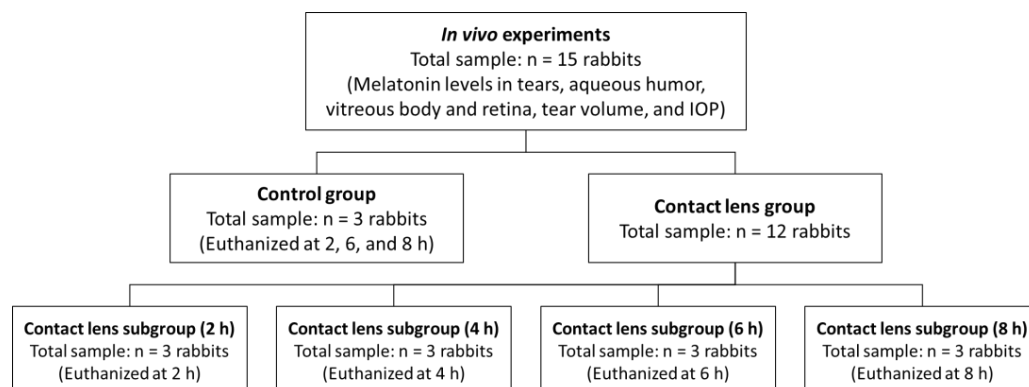 In vivo experiments
Total sample: n = 15 rabbits
(Melatonin levels in tears, aqueous humor,
vitreous body and retina, tear volume, and IOP)
Control group
Total sample: n = 3 rabbits
(Euthanized at 2, 6, and 8 h)
Contact lens group
Total sample: n = 12 rabbits
Contact lens subgroup (2 h)
Total sample: n = 3 rabbits
(Euthanized at 2 h)
Contact lens subgroup (4 h)
Total sample: n = 3 rabbits
(Euthanized at 4 h)
Contact lens subgroup (6 h)
Total sample: n = 3 rabbits
(Euthanized at 6 h)
Contact lens subgroup (8 h)
Total sample: n = 3 rabbits
(Euthanized at 8 h)